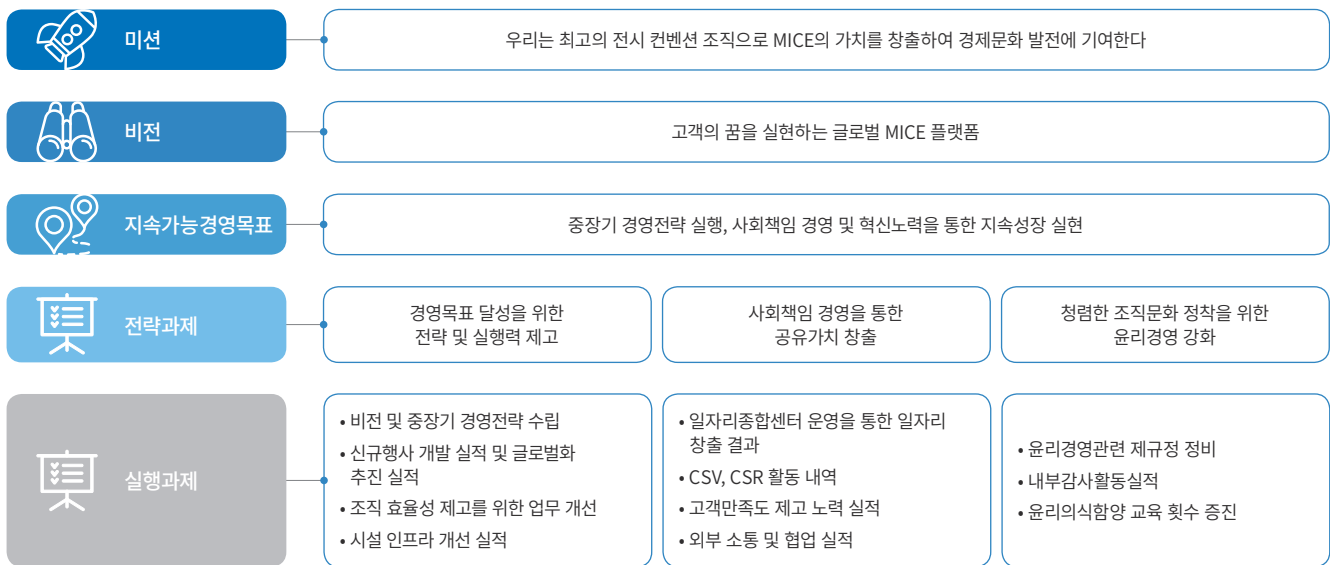 미션
우리는 최고의 전시 컨벤션 조직으로 MICE의 가치를 창출하여 경제문화 발전에 기여한다
비전
고객의 꿈을 실현하는 글로벌 MICE 플랫폼
지속가능경영목표
중장기 경영전략 실행, 사회책임 경영 및 혁신노력을 통한 지속성장 실현
전략과제
경영목표 달성을 위한
전략 및 실행력 제고
사회책임 경영을 통한
공유가치 창출
청렴한 조직문화 정착을 위한
윤리경영 강화
실행과제
• 비전 및 중장기 경영전략 수립
• 신규행사 개발 실적 및 글로벌화
추진 실적
• 조직 효율성 제고를 위한 업무 개선
• 시설 인프라 개선 실적
• 일자리종합센터 운영을 통한 일자리
창출 결과
• CSV, CSR 활동 내역
• 고객만족도 제고 노력 실적
• 외부 소통 및 협업 실적
• 윤리경영관련 제규정 정비
• 내부감사활동실적
• 윤리의식함양 교육 횟수 증진